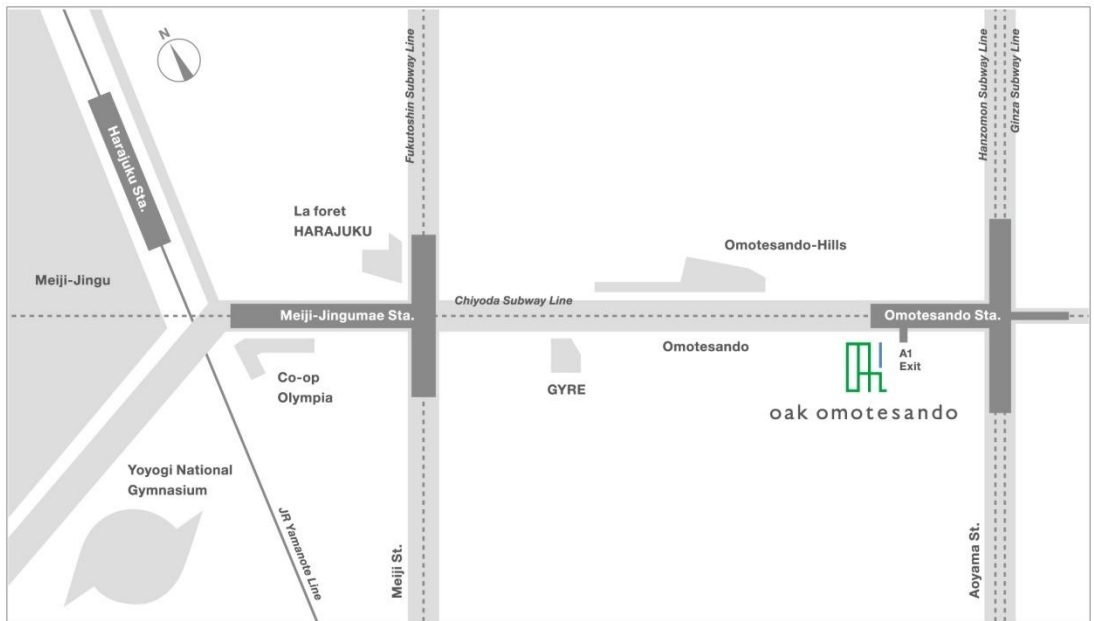 N
Harajuku Sta.
Fukutoshin Subway Line
Hanzomon Subway Line
Ginza Subway Line
La foret
HARAJUKU
Omotesando-Hills
Meiji-Jingu
Chiyoda Subway Line
Meiji-Jingumae Sta.
Omotesando Sta.
Omotesando
A1
Exit
Co-op
Olympia
GYRE
oak omotesando
Yoyogi National
Gymnasium
JR Yamanote Line
Meiji St.
Aoyama St.